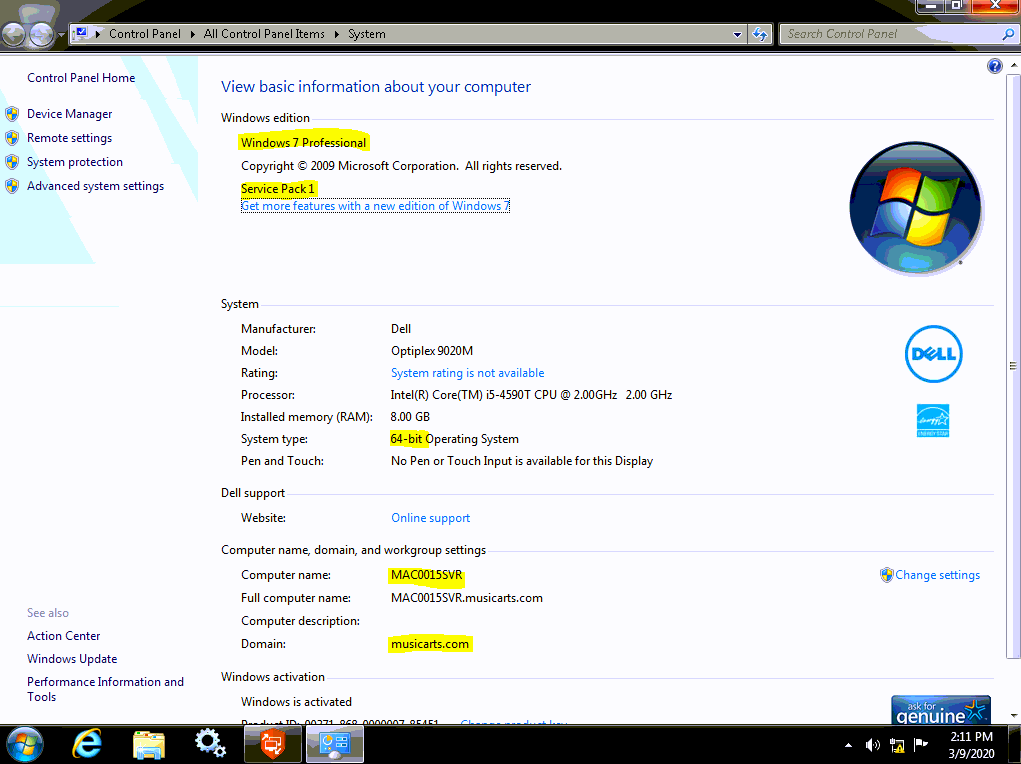 Control Panel ▸ All Control Panel Items ▸ System
Search Control Panel
Control Panel Home
Device Manager
Remote settings
System protection
Advanced system settings
See also
Action Center
Windows Update
Performance Information and
Tools
View basic information about your computer
Windows edition
Windows 7 Professional
Copyright © 2009 Microsoft Corporation.  All rights reserved.
Service Pack 1
Get more features with a new edition of Windows 7
System
Manufacturer: Dell
Model: Optiplex 9020M
Rating: System rating is not available
Processor: Intel(R) Core(TM) i5-4590T CPU @ 2.00GHz   2.00 GHz
Installed memory (RAM): 8.00 GB
System type: 64-bit Operating System
Pen and Touch: No Pen or Touch Input is available for this Display
DELL
ENERGY STAR
Dell support
Website: Online support
Computer name, domain, and workgroup settings
Computer name: MAC0015SVR
Change settings
Full computer name: MAC0015SVR.musicarts.com
Computer description:
Domain: musicarts.com
Windows activation
Windows is activated
Product ID: 00371-868-0000007-85451 Change product key
ask for
genuine
2:11 PM
3/9/2020